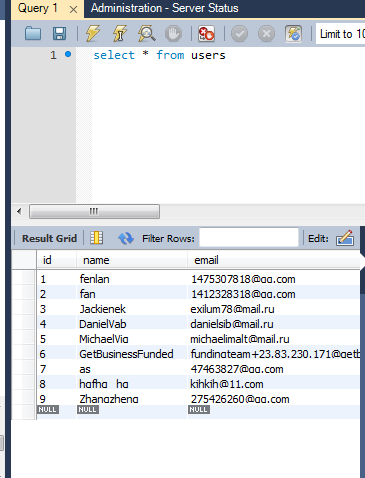 Query 1 Administration - Server Status
Limit to 10
1 select * from users
Result Grid Filter Rows: Edit:
id name email
1 fenlan 1475307818@qq.com
2 fan 1412328318@qq.com
3 Jackienek exilum78@mail.ru
4 DanielVab danielsib@mail.ru
5 MichaelVig michaelimalt@mail.ru
6 GetBusinessFunded fundingteam+23.83.230.171@getb
7 as 47463827@qq.com
8 hgfhg hg kihkih@11.com
9 Zhangzheng 275426260@qq.com
NULL NULL NULL